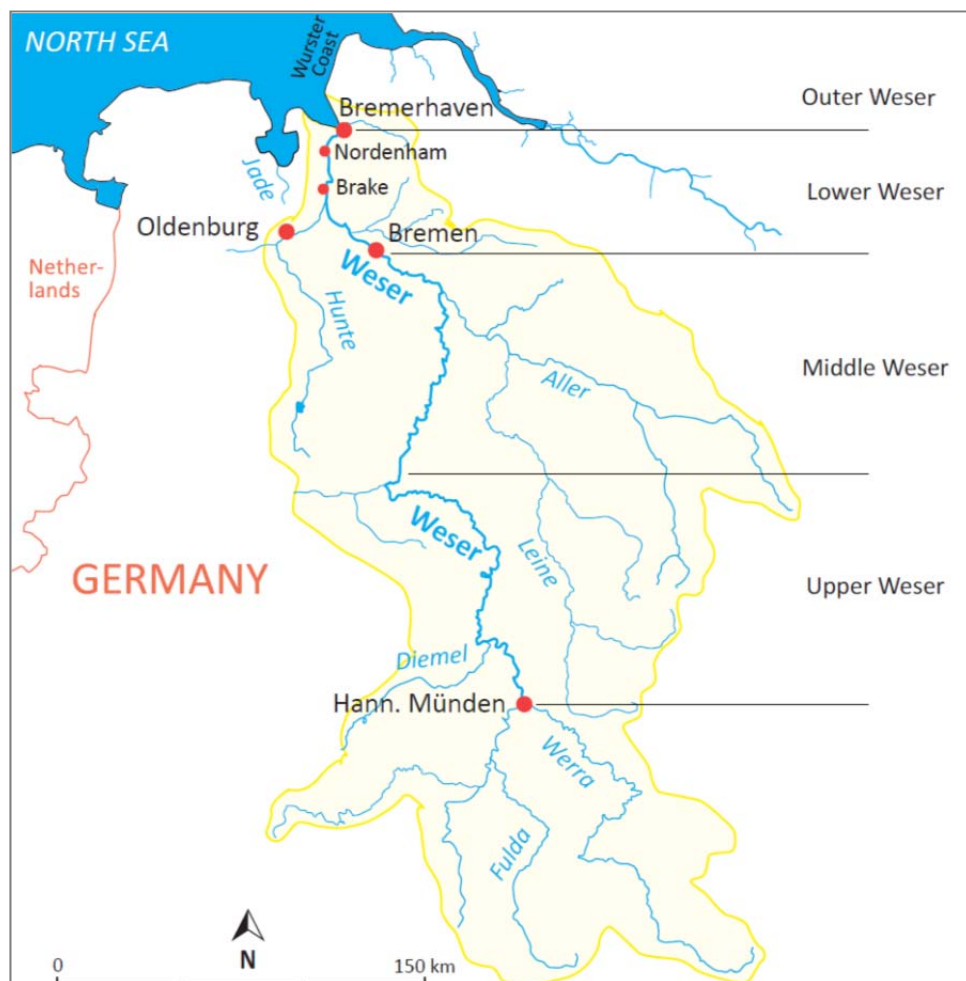 NORTH SEA
Wurster
Coast
Outer Weser
Bremerhaven
Nordenham
Jade
Brake
Lower Weser
Oldenburg
Bremen
Weser
Nether-
lands
Hunte
Middle Weser
Aller
Weser
Leine
GERMANY
Upper Weser
Diemel
Hann. Münden
Werra
Fulda
N
0
150 km